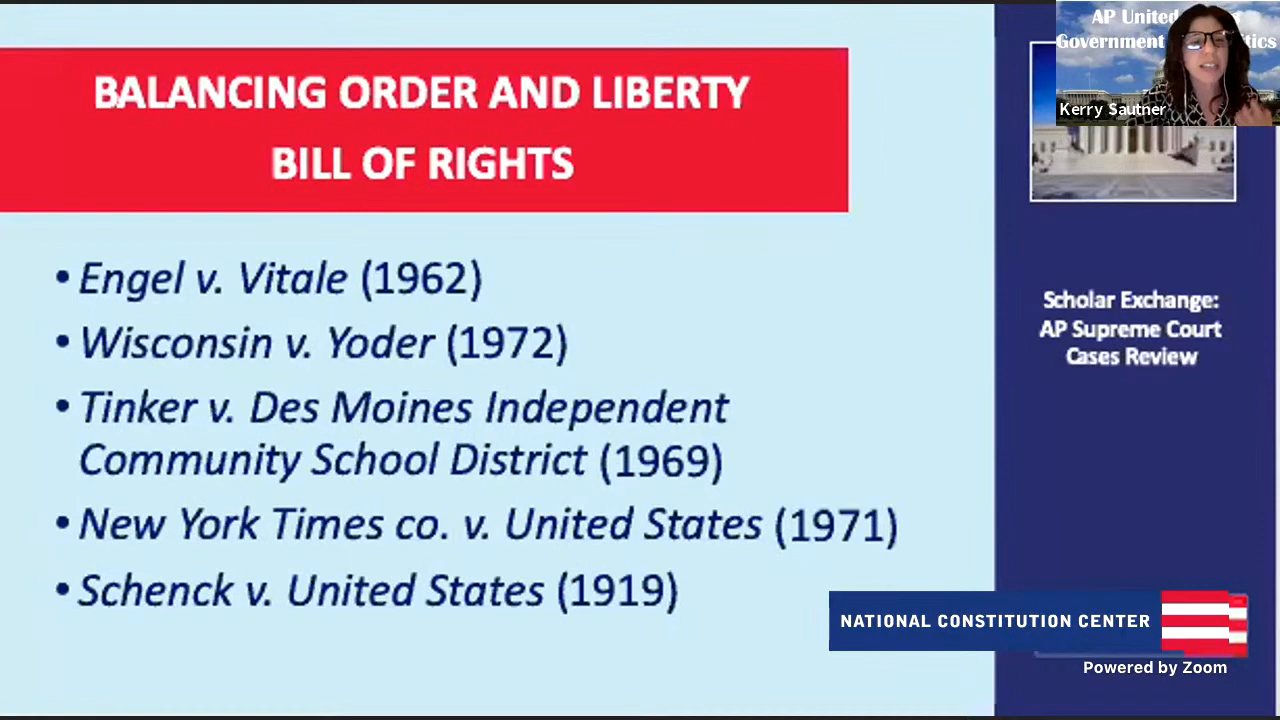 BALANCING ORDER AND LIBERTY
BILL OF RIGHTS
• Engel v. Vitale (1962)
• Wisconsin v. Yoder (1972)
• Tinker v. Des Moines Independent
Community School District (1969)
• New York Times co. v. United States (1971)
• Schenck v. United States (1919)
AP United
Government
Kerry Sautner
Scholar Exchange:
AP Supreme Court
Cases Review
NATIONAL CONSTITUTION CENTER
Powered by Zoom